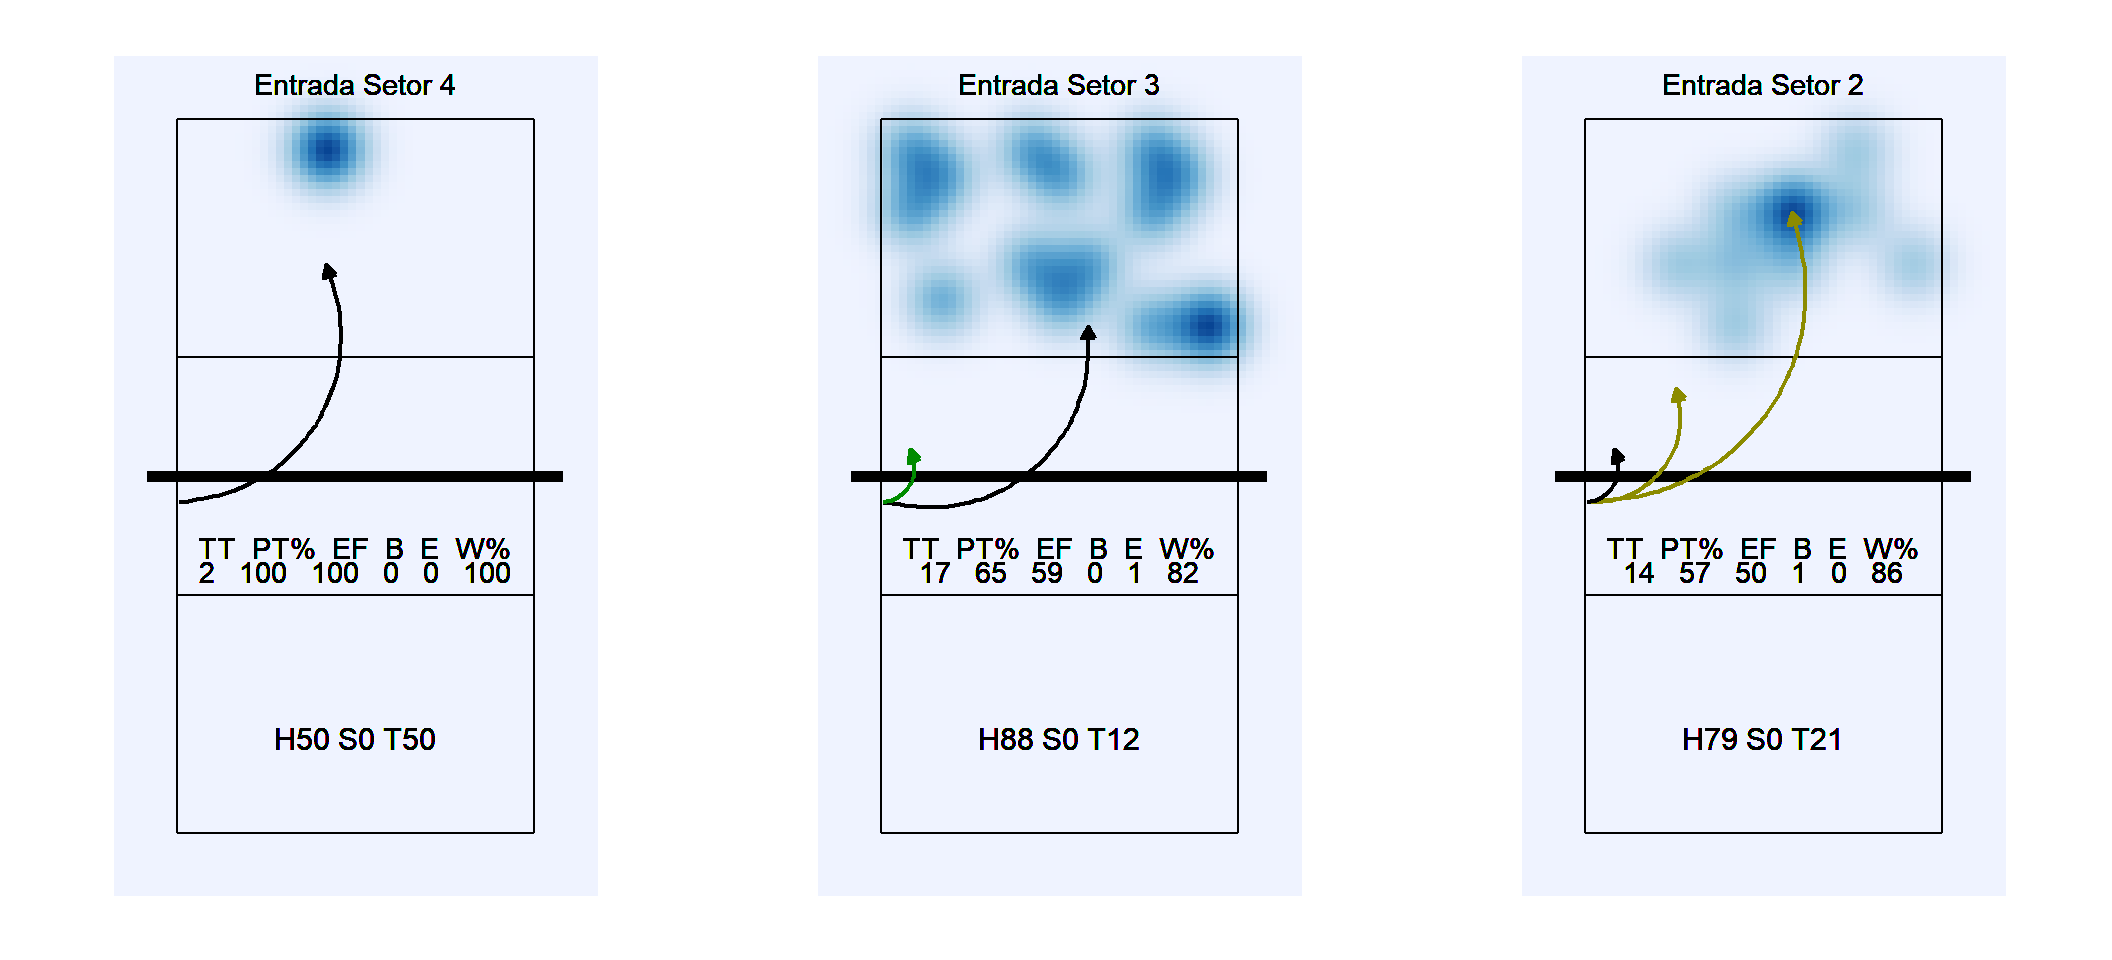 Entrada Setor 4
TT PT% EF B E W%
2 100 100 0 0 100
H50 S0 T50
Entrada Setor 3
TT PT% EF B E W%
17 65 59 0 1 82
H88 S0 T12
Entrada Setor 2
TT PT% EF B E W%
14 57 50 1 0 86
H79 S0 T21